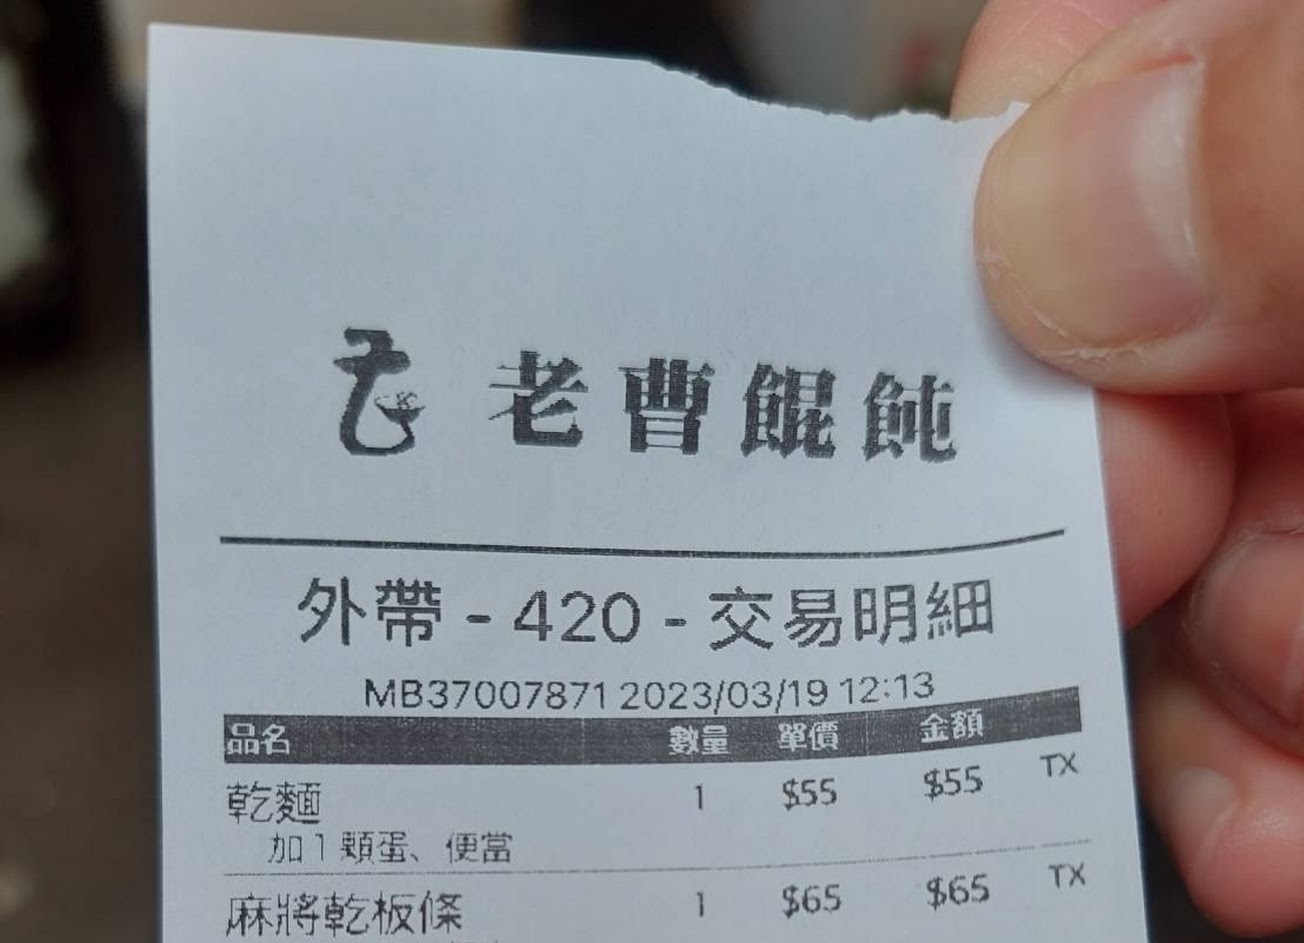 老曹餛飩
外帶 - 420 - 交易明細
MB37007871 2023/03/19 12:13
品名 數量 單價 金額
乾麵 1 $55 $55 TX
加1顆蛋、便當
麻將乾板條 1 $65 $65 TX